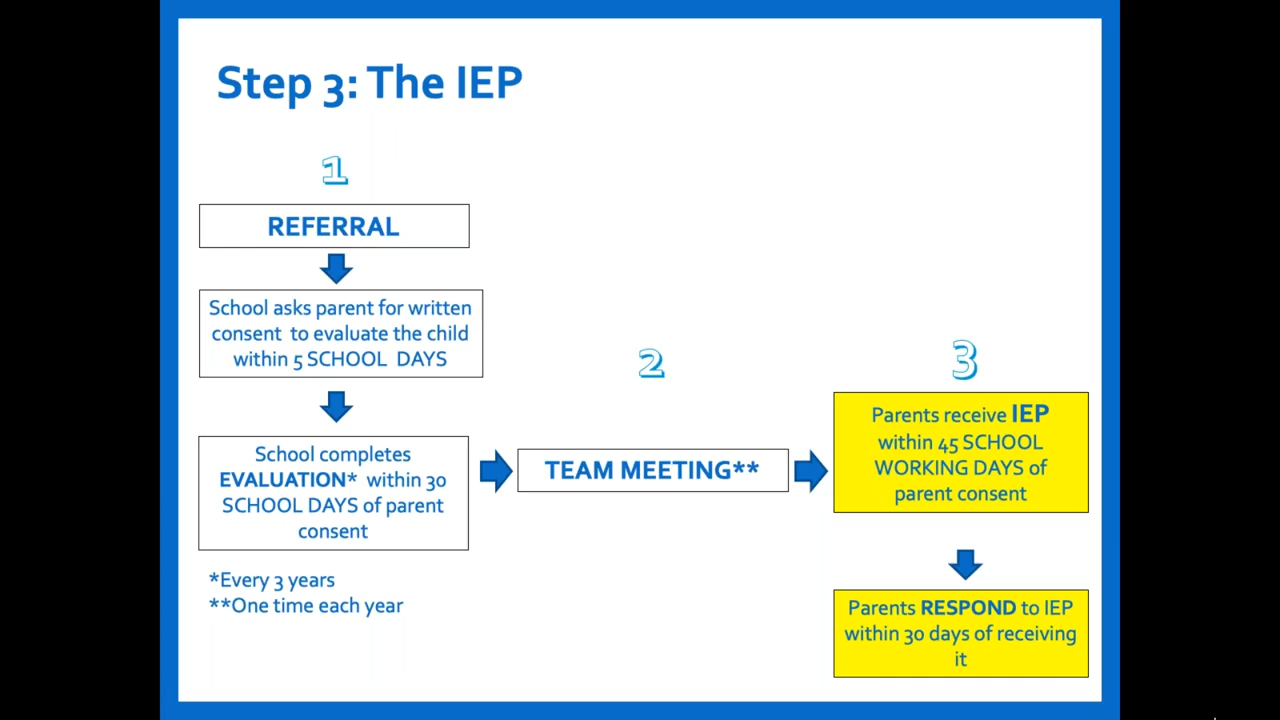 Step 3: The IEP
1
REFERRAL
School asks parent for written
consent to evaluate the child
within 5 SCHOOL DAYS
School completes
EVALUATION* within 30
SCHOOL DAYS of parent
consent
*Every 3 years
**One time each year
2
TEAM MEETING**
3
Parents receive IEP
within 45 SCHOOL
WORKING DAYS of
parent consent
Parents RESPOND to IEP
within 30 days of receiving
it